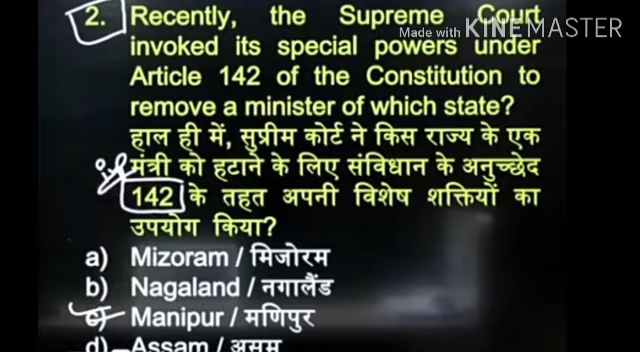 2. Recently, the Supreme Court
Made with KINEMASTER
invoked its special powers under
Article 142 of the Constitution to
remove a minister of which state?
हाल ही में, सुप्रीम कोर्ट ने किस राज्य के एक
मंत्री को हटाने के लिए संविधान के अनुच्छेद
142 के तहत अपनी विशेष शक्तियों का
उपयोग किया?
a) Mizoram / मिजोरम
b) Nagaland / नगालैंड
c) Manipur / मणिपुर
d) Assam / असम